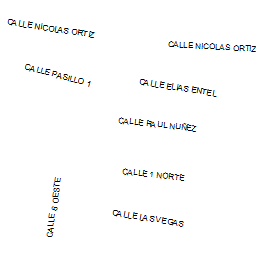 CALLE NICOLAS ORTIZ
CALLE NICOLAS ORTIZ
CALLE PASILLO 1
CALLE ELIAS ENTEL
CALLE RAUL NUÑEZ
CALLE 1 NORTE
CALLE 8 OESTE
CALLE LAS VEGAS